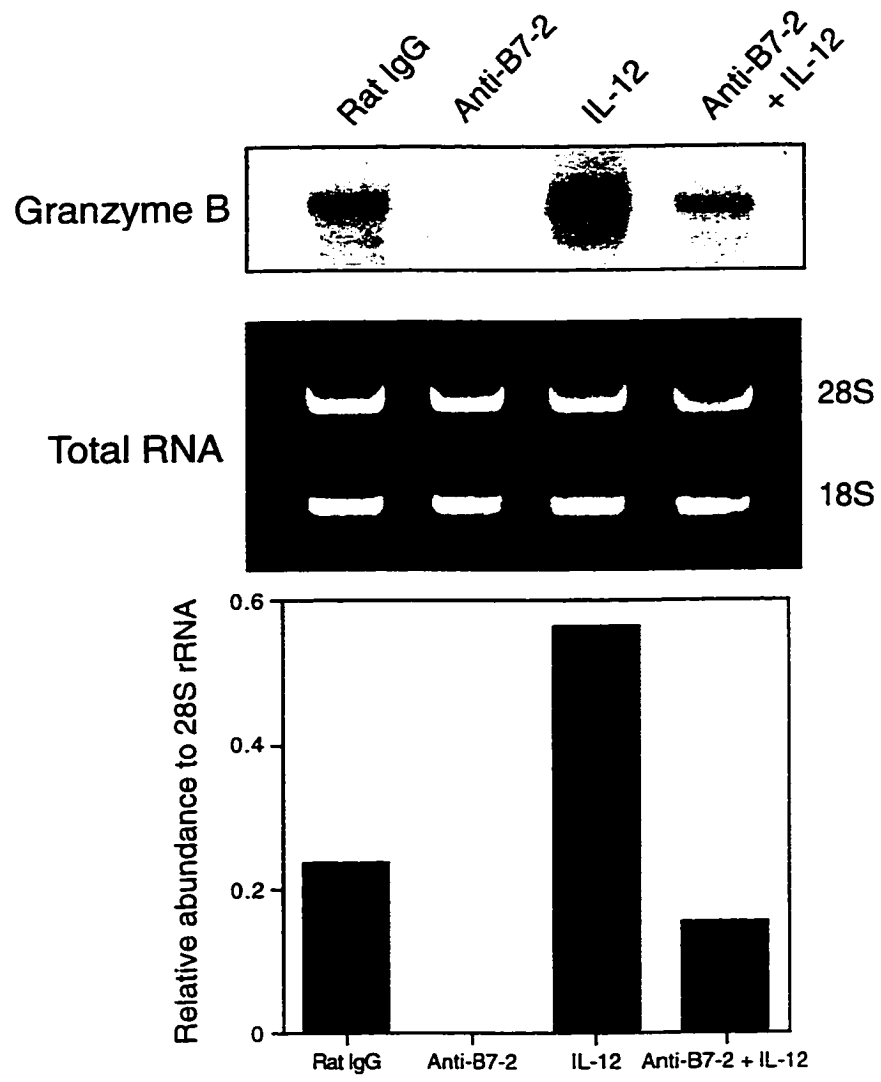 Rat IgG
Anti-B7-2
IL-12
Anti-B7-2
+ IL-12
Granzyme B
Total RNA
28S
18S
Relative abundance to 28S rRNA
0.6
0.4
0.2
0
Rat IgG
Anti-B7-2
IL-12
Anti-B7-2 + IL-12